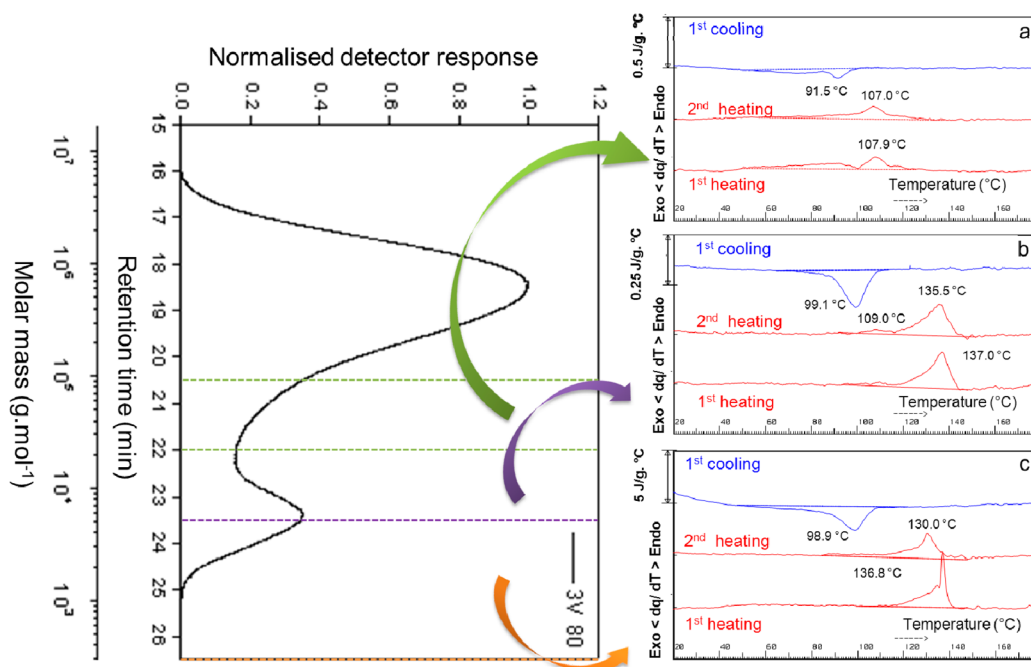 Normalised detector response
0.0 0.2 0.4 0.6 0.8 1.0 1.2
15 16 17 18 19 20 21 22 23 24 25 26
Retention time (min)
10⁷ 10⁶ 10⁵ 10⁴ 10³
Molar mass (g.mol⁻¹)
3V 80
a
0.5 J/g. °C
Exo < dq/ dT > Endo
1st cooling
91.5 °C
107.0 °C
2nd heating
107.9 °C
1st heating
Temperature (°C)
20 40 60 80 100 120 140 160
b
0.25 J/g. °C
Exo < dq/ dT > Endo
1st cooling
99.1 °C
135.5 °C
109.0 °C
2nd heating
137.0 °C
1st heating
Temperature (°C)
20 40 60 80 100 120 140 160
c
5 J/g. °C
Exo < dq/ dT > Endo
1st cooling
98.9 °C
130.0 °C
2nd heating
136.8 °C
1st heating
Temperature (°C)
20 40 60 80 100 120 140 160